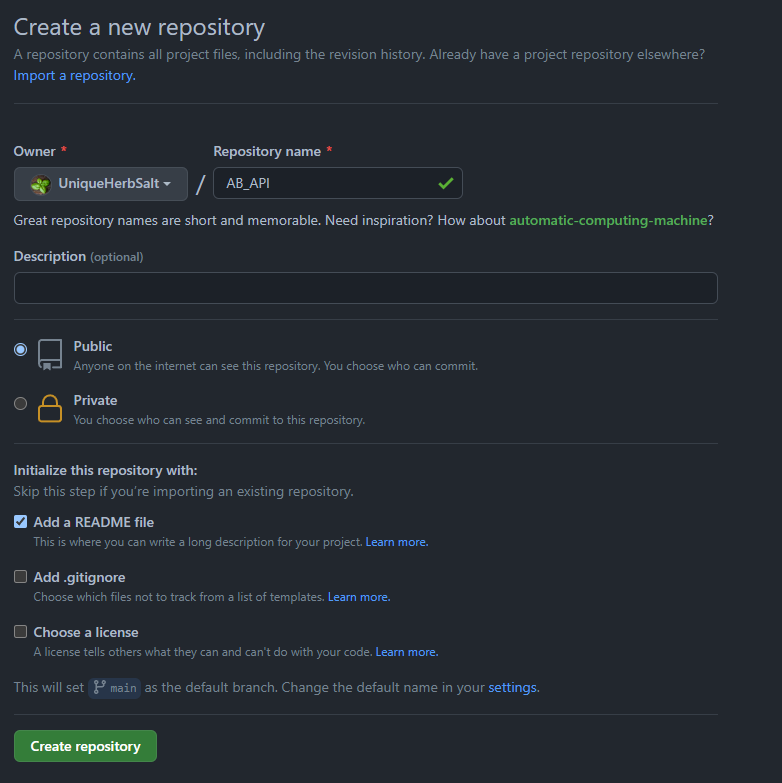 Create a new repository
A repository contains all project files, including the revision history. Already have a project repository elsewhere?
Import a repository.
Owner * Repository name *
UniqueHerbSalt / AB_API
Great repository names are short and memorable. Need inspiration? How about automatic-computing-machine?
Description (optional)
Public
Anyone on the internet can see this repository. You choose who can commit.
Private
You choose who can see and commit to this repository.
Initialize this repository with:
Skip this step if you're importing an existing repository.
Add a README file
This is where you can write a long description for your project. Learn more.
Add .gitignore
Choose which files not to track from a list of templates. Learn more.
Choose a license
A license tells others what they can and can't do with your code. Learn more.
This will set main as the default branch. Change the default name in your settings.
Create repository